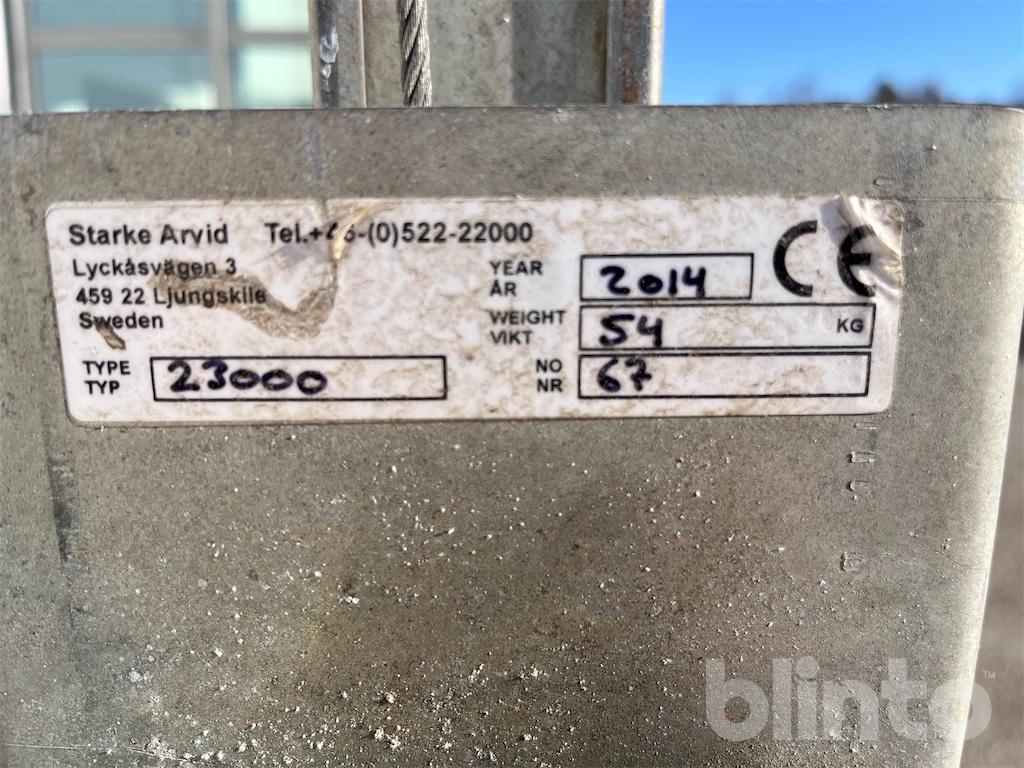 Starke Arvid Tel.+46-(0)522-22000
Lyckåsvägen 3
459 22 Ljungskile
Sweden
YEAR
ÅR 2014
CE
WEIGHT
VIKT 54 KG
TYPE
TYP 23000
NO
NR 67
blinto™